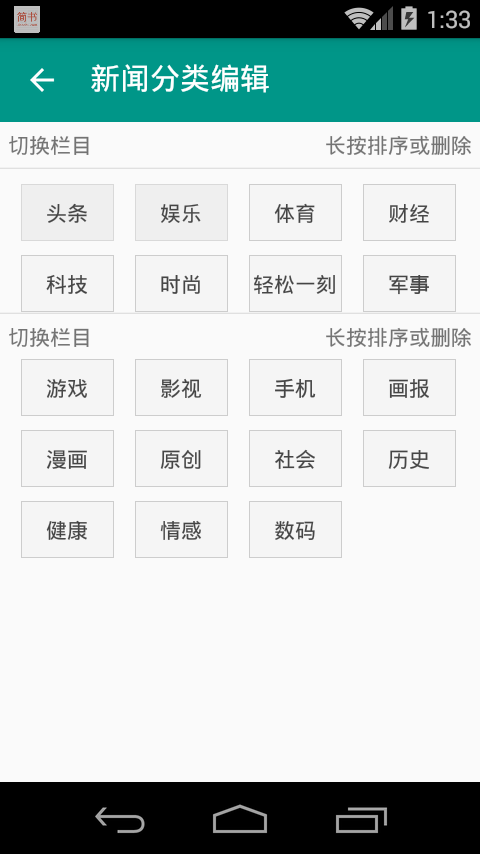 简书 1:33
新闻分类编辑
切换栏目 长按排序或删除
头条 娱乐 体育 财经
科技 时尚 轻松一刻 军事
切换栏目 长按排序或删除
游戏 影视 手机 画报
漫画 原创 社会 历史
健康 情感 数码